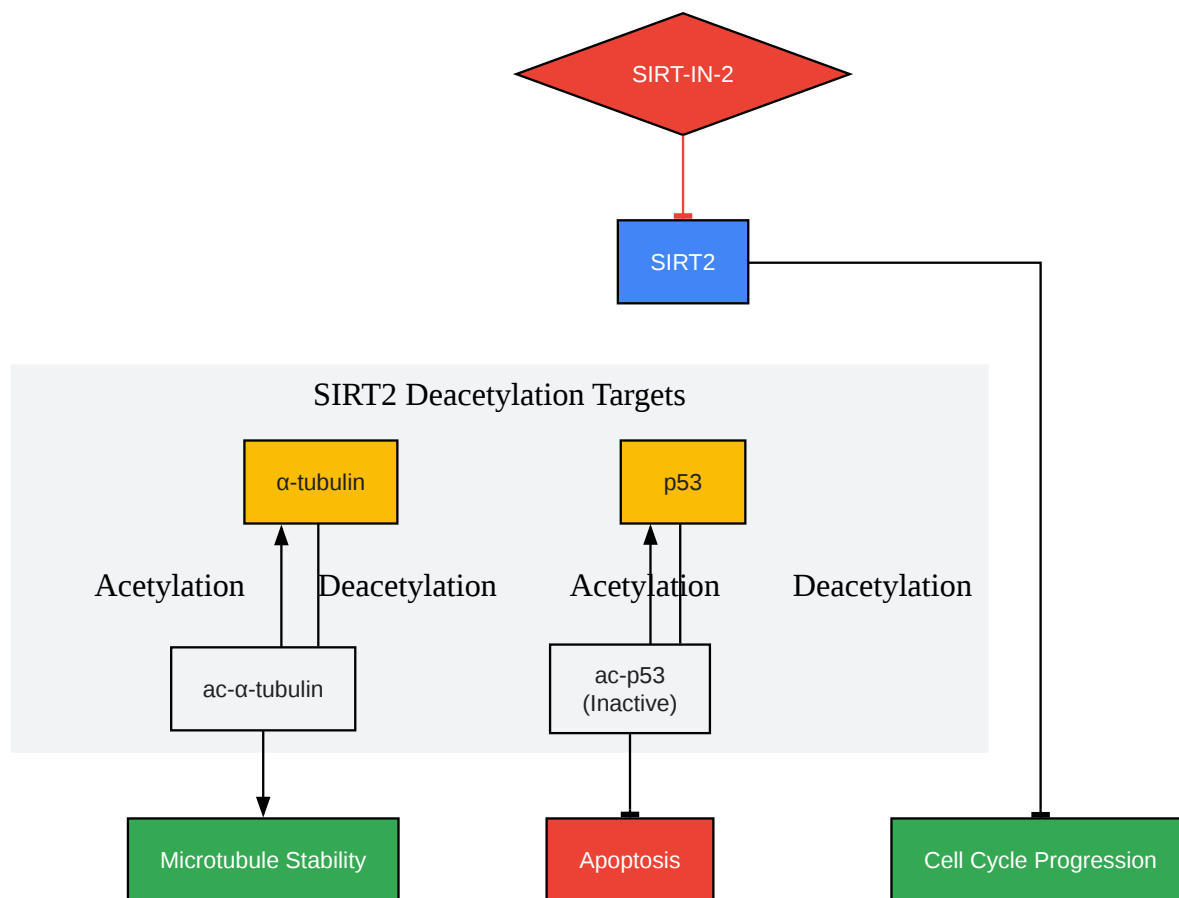 SIRT-IN-2
SIRT2
SIRT2 Deacetylation Targets
α-tubulin
p53
Acetylation
Deacetylation
Acetylation
Deacetylation
ac-α-tubulin
ac-p53
(Inactive)
Microtubule Stability
Apoptosis
Cell Cycle Progression